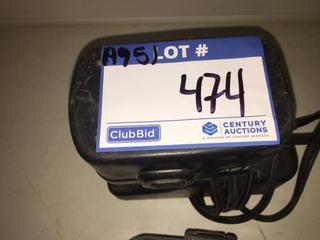 A95) LOT #
474
ClubBid
CENTURY
AUCTIONS
A DIVISION OF CENTURY SERVICES